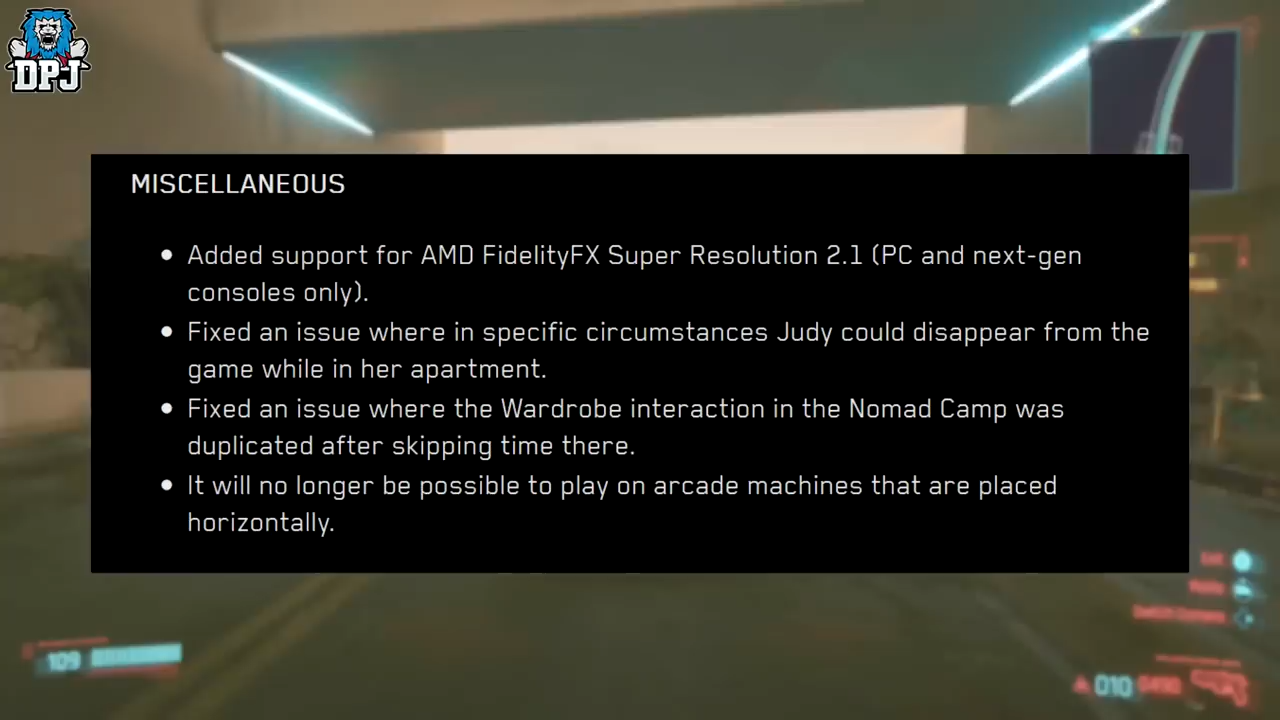 DPJ
MISCELLANEOUS
• Added support for AMD FidelityFX Super Resolution 2.1 (PC and next-gen
consoles only).
• Fixed an issue where in specific circumstances Judy could disappear from the
game while in her apartment.
• Fixed an issue where the Wardrobe interaction in the Nomad Camp was
duplicated after skipping time there.
• It will no longer be possible to play on arcade machines that are placed
horizontally.
109
010